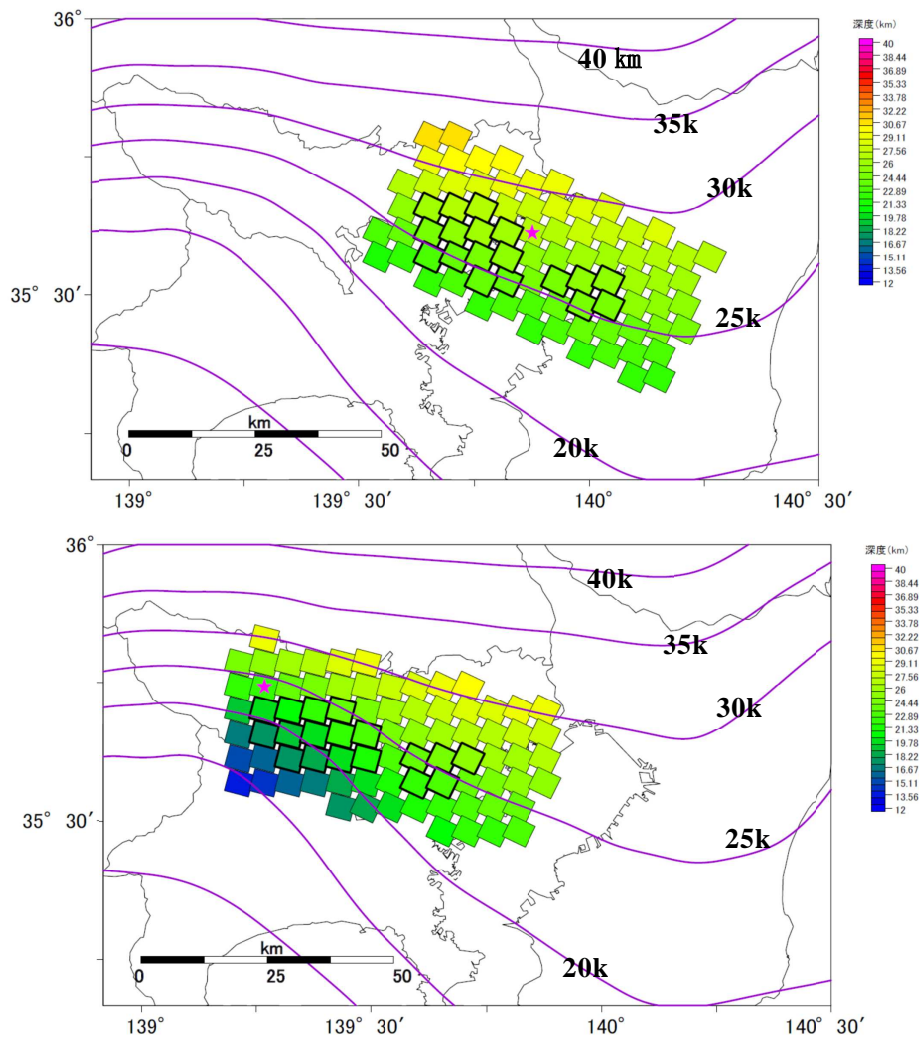 36°
深度(km)
40
38.44
36.89
35.33
33.78
32.22
30.67
29.11
27.56
26
24.44
22.89
21.33
19.78
18.22
16.67
15.11
13.56
12
40 km
35k
30k
35° 30′
25k
km
0 25 50
20k
139° 139° 30′ 140° 140° 30′
36°
深度(km)
40
38.44
36.89
35.33
33.78
32.22
30.67
29.11
27.56
26
24.44
22.89
21.33
19.78
18.22
16.67
15.11
13.56
12
40k
35k
30k
35° 30′
25k
km
0 25 50
20k
139° 139° 30′ 140° 140° 30′